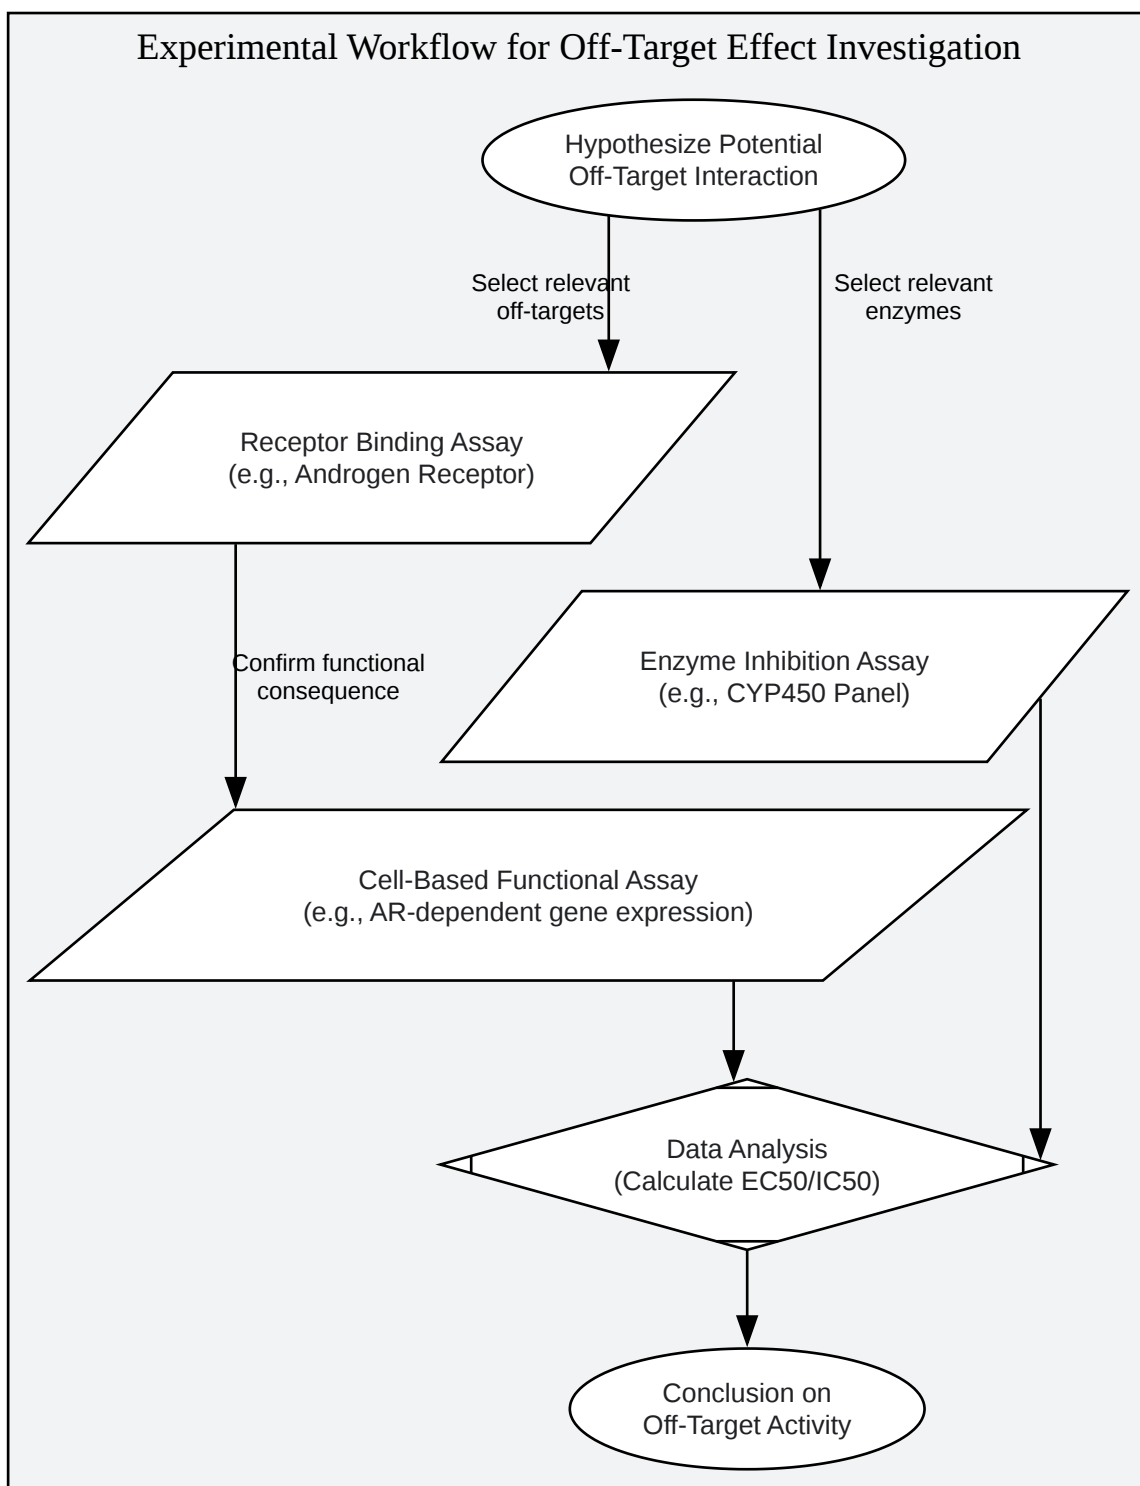 Experimental Workflow for Off-Target Effect Investigation
Hypothesize Potential
Off-Target Interaction
Select relevant
off-targets
Select relevant
enzymes
Receptor Binding Assay
(e.g., Androgen Receptor)
Confirm functional
consequence
Enzyme Inhibition Assay
(e.g., CYP450 Panel)
Cell-Based Functional Assay
(e.g., AR-dependent gene expression)
Data Analysis
(Calculate EC50/IC50)
Conclusion on
Off-Target Activity